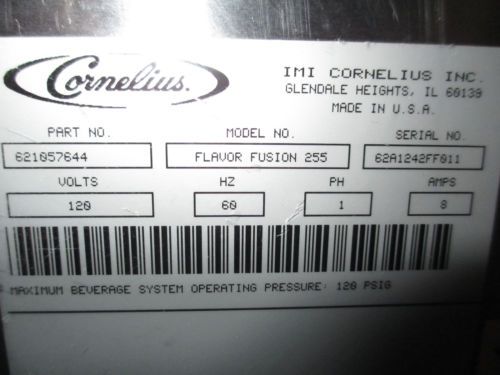 Cornelius.
IMI CORNELIUS INC.
GLENDALE HEIGHTS, IL 60139
MADE IN U.S.A.
PART NO. MODEL NO. SERIAL NO.
621057644 FLAVOR FUSION 255 62A1242FF011
VOLTS HZ PH AMPS
120 60 1 8
MAXIMUM BEVERAGE SYSTEM OPERATING PRESSURE: 120 PSIG